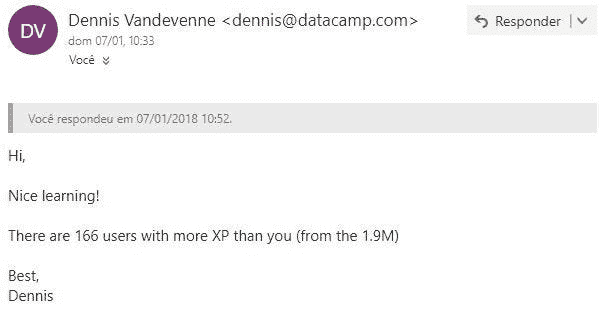 DV
Dennis Vandevenne <dennis@datacamp.com>
Responder
dom 07/01, 10:33
Você
Você respondeu em 07/01/2018 10:52.
Hi,
Nice learning!
There are 166 users with more XP than you (from the 1.9M)
Best,
Dennis